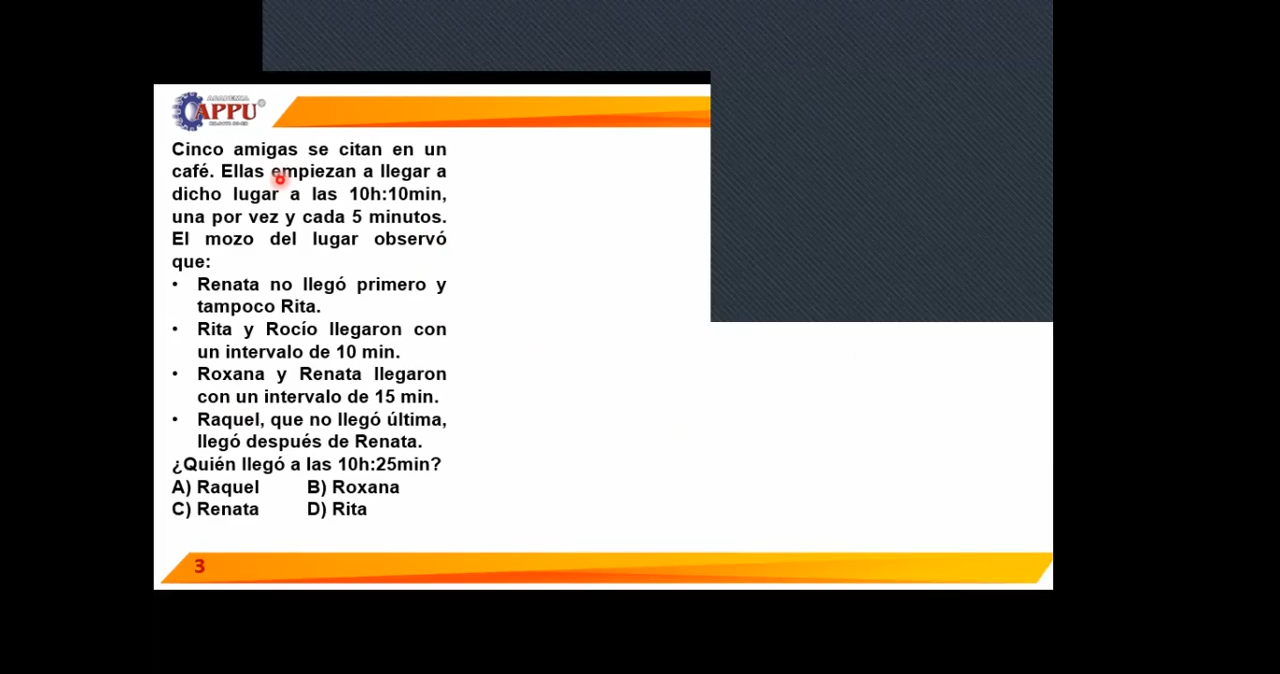 ACADEMIA
APPU
Cinco amigas se citan en un
café. Ellas empiezan a llegar a
dicho lugar a las 10h:10min,
una por vez y cada 5 minutos.
El mozo del lugar observó
que:
• Renata no llegó primero y
tampoco Rita.
• Rita y Rocío llegaron con
un intervalo de 10 min.
• Roxana y Renata llegaron
con un intervalo de 15 min.
• Raquel, que no llegó última,
llegó después de Renata.
¿Quién llegó a las 10h:25min?
A) Raquel B) Roxana
C) Renata D) Rita
3